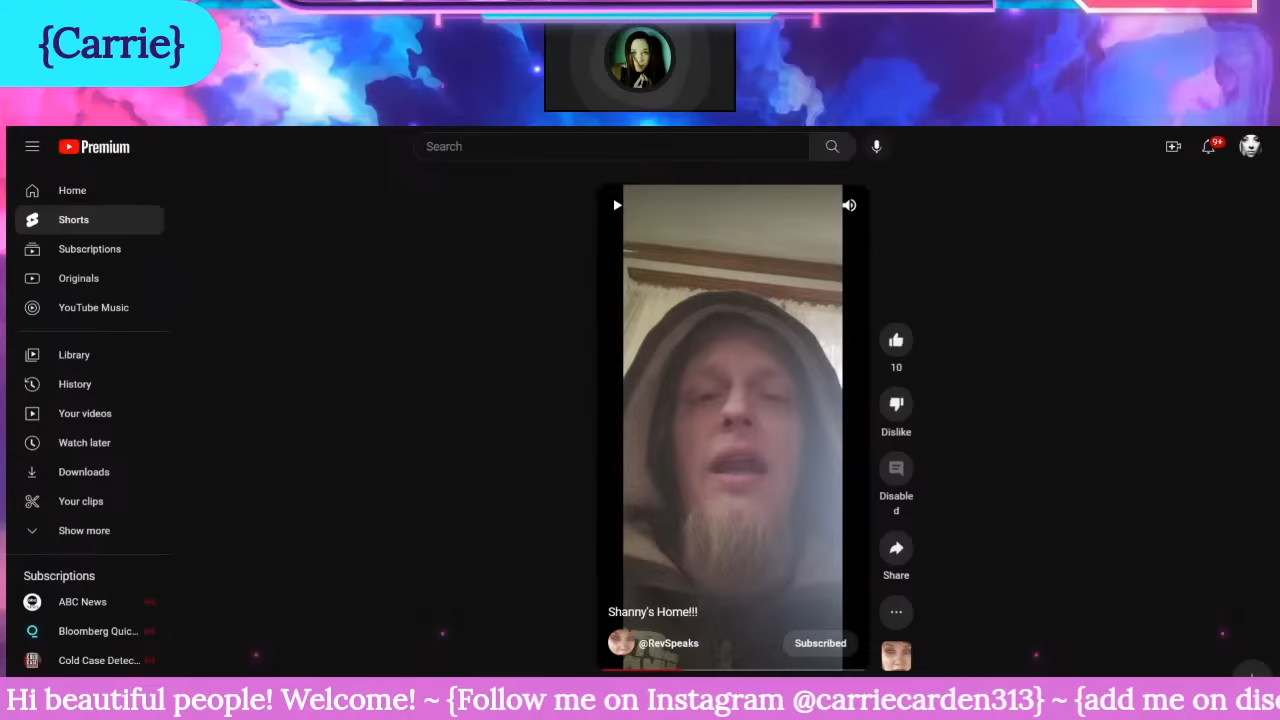 {Carrie}
Premium
Search
9+
Home
Shorts
Subscriptions
Originals
YouTube Music
Library
History
Your videos
Watch later
Downloads
Your clips
Show more
Subscriptions
ABC News
Bloomberg Quic...
Cold Case Detec...
10
Dislike
Disable
d
Share
Shanny's Home!!!
@RevSpeaks
Subscribed
Hi beautiful people! Welcome! ~ {Follow me on Instagram @carriecarden313} ~ {add me on disc